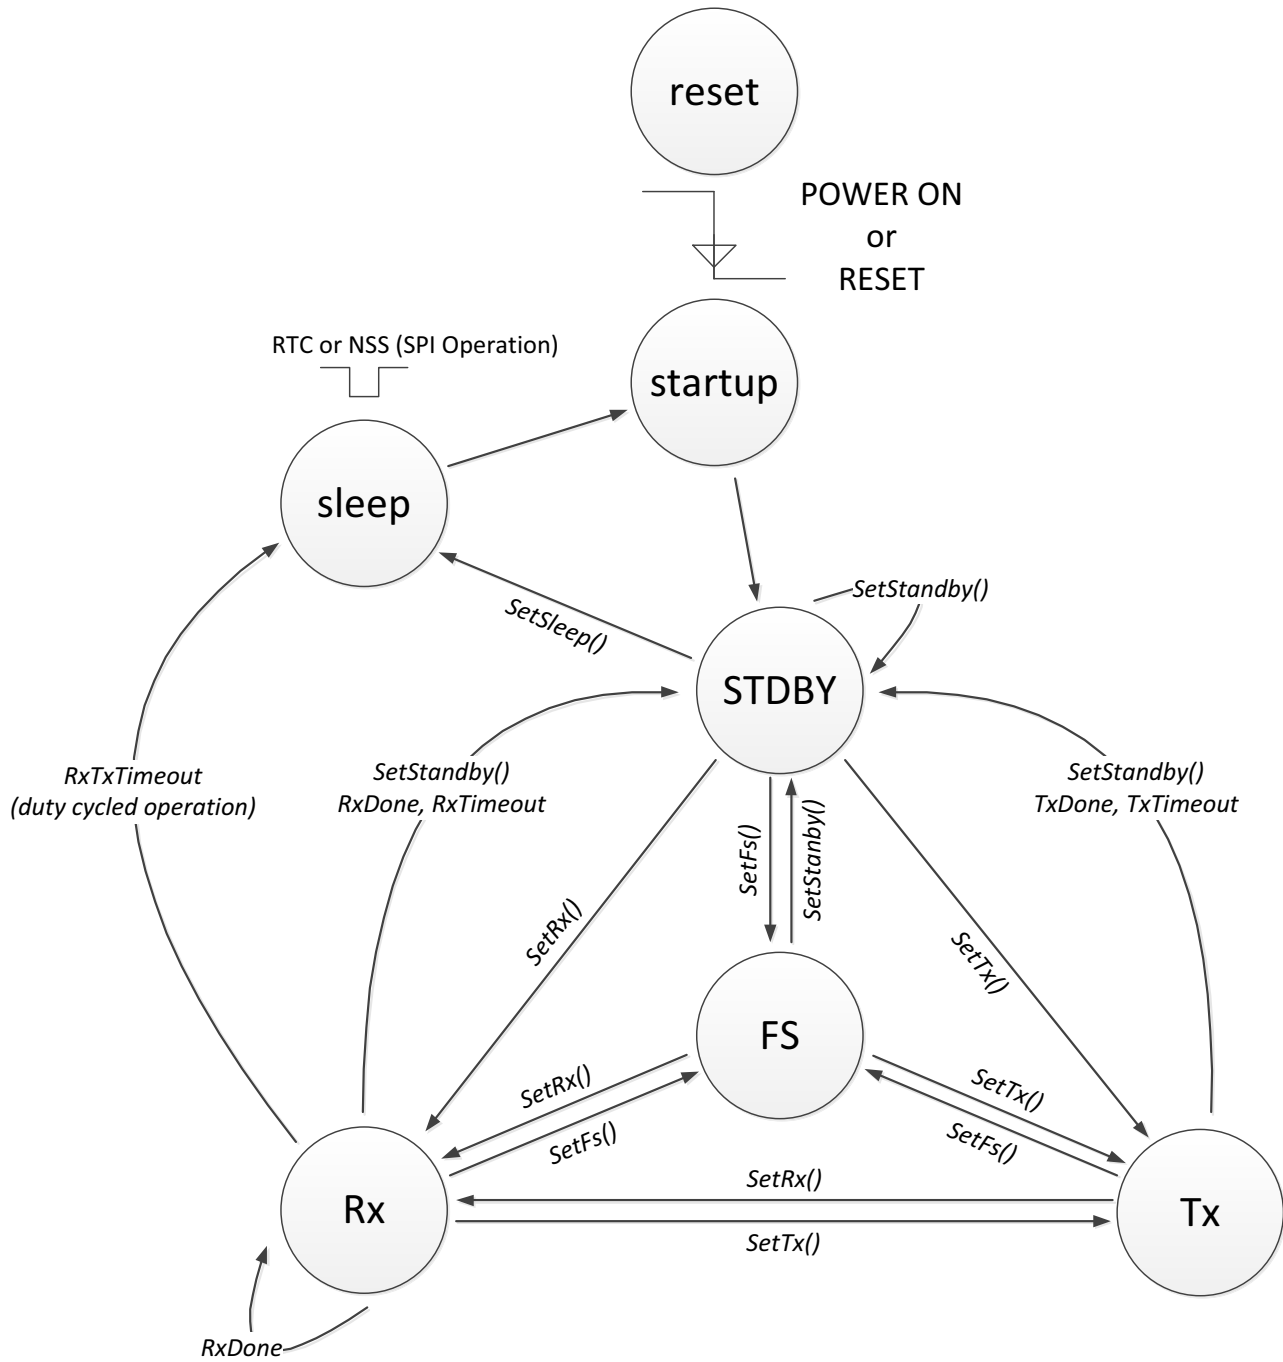 reset
POWER ON
or
RESET
RTC or NSS (SPI Operation)
startup
sleep
SetStandby()
SetSleep()
STDBY
RxTxTimeout
(duty cycled operation)
SetStandby()
RxDone, RxTimeout
SetStandby()
TxDone, TxTimeout
SetFs()
SetStanby()
SetRx()
SetTx()
FS
SetRx()
SetFs()
SetTx()
SetFs()
SetRx()
SetTx()
Rx
Tx
RxDone